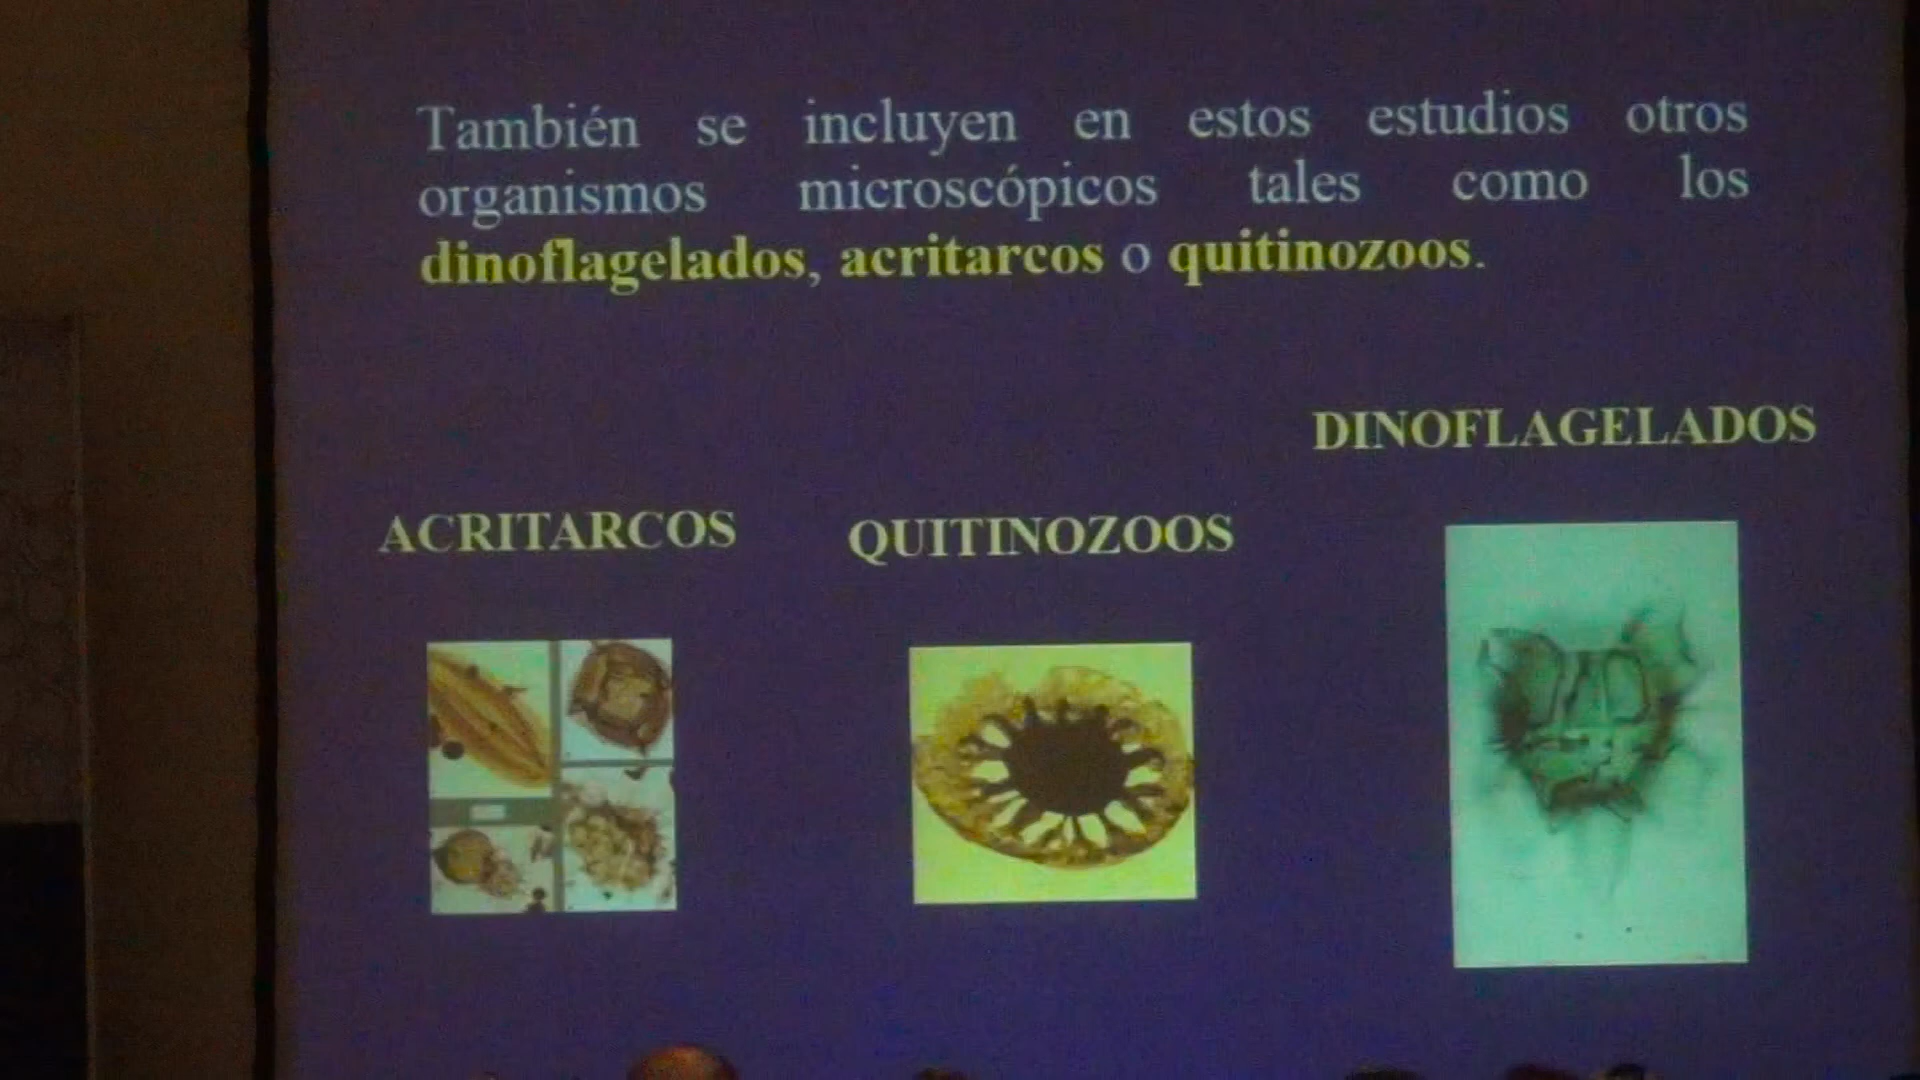 También se incluyen en estos estudios otros
organismos microscópicos tales como los
dinoflagelados, acritarcos o quitinozoos.
DINOFLAGELADOS
ACRITARCOS
QUITINOZOOS